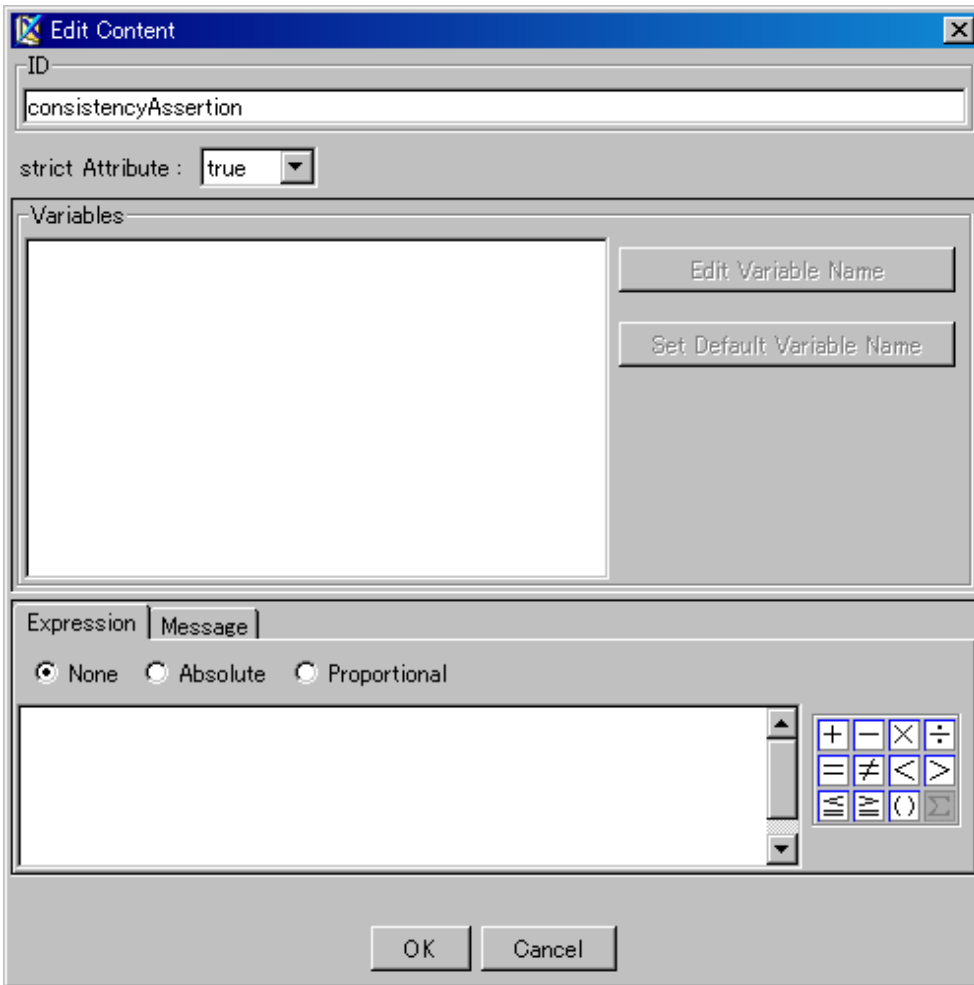 Edit Content
ID
consistencyAssertion
strict Attribute : true
Variables
Edit Variable Name
Set Default Variable Name
Expression Message
None Absolute Proportional
+ − × ÷
= ≠ < >
≦ ≧ () Σ
OK Cancel